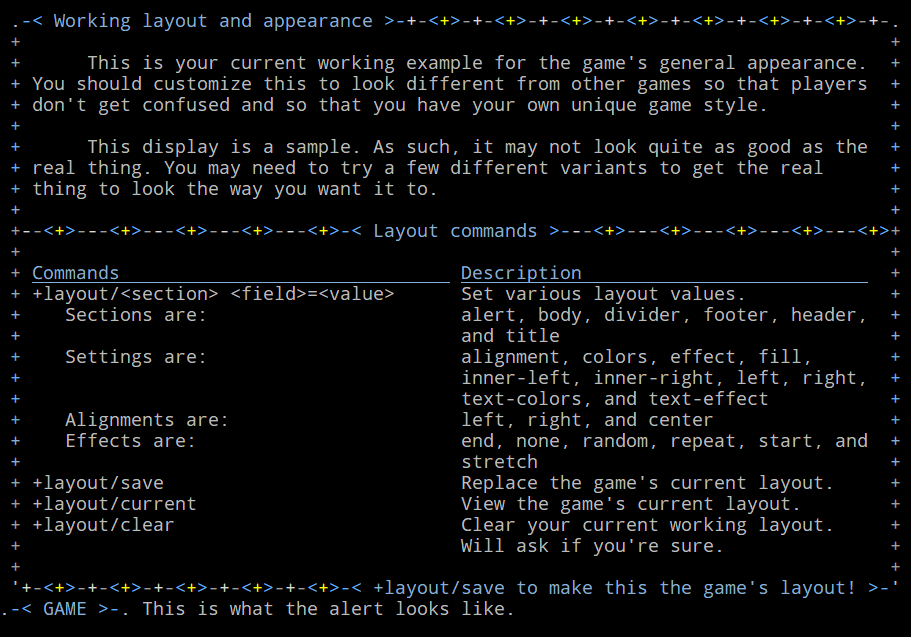 .-< Working layout and appearance >-+-<+>-+-<+>-+-<+>-+-<+>-+-<+>-+-<+>-+-<+>-+-.
+ +
+ This is your current working example for the game's general appearance. +
+ You should customize this to look different from other games so that players +
+ don't get confused and so that you have your own unique game style. +
+ +
+ This display is a sample. As such, it may not look quite as good as the +
+ real thing. You may need to try a few different variants to get the real +
+ thing to look the way you want it to. +
+ +
+--<+>---<+>---<+>---<+>---<+>-< Layout commands >---<+>---<+>---<+>---<+>---<+>+
+ +
+ Commands Description +
+ +layout/<section> <field>=<value> Set various layout values. +
+ Sections are: alert, body, divider, footer, header, +
+ and title +
+ Settings are: alignment, colors, effect, fill, +
+ inner-left, inner-right, left, right, +
+ text-colors, and text-effect +
+ Alignments are: left, right, and center +
+ Effects are: end, none, random, repeat, start, and +
+ stretch +
+ +layout/save Replace the game's current layout. +
+ +layout/current View the game's current layout. +
+ +layout/clear Clear your current working layout. +
+ Will ask if you're sure. +
+ +
'+-<+>-+-<+>-+-<+>-+-<+>-+-<+>-< +layout/save to make this the game's layout! >-'
.-< GAME >-. This is what the alert looks like.